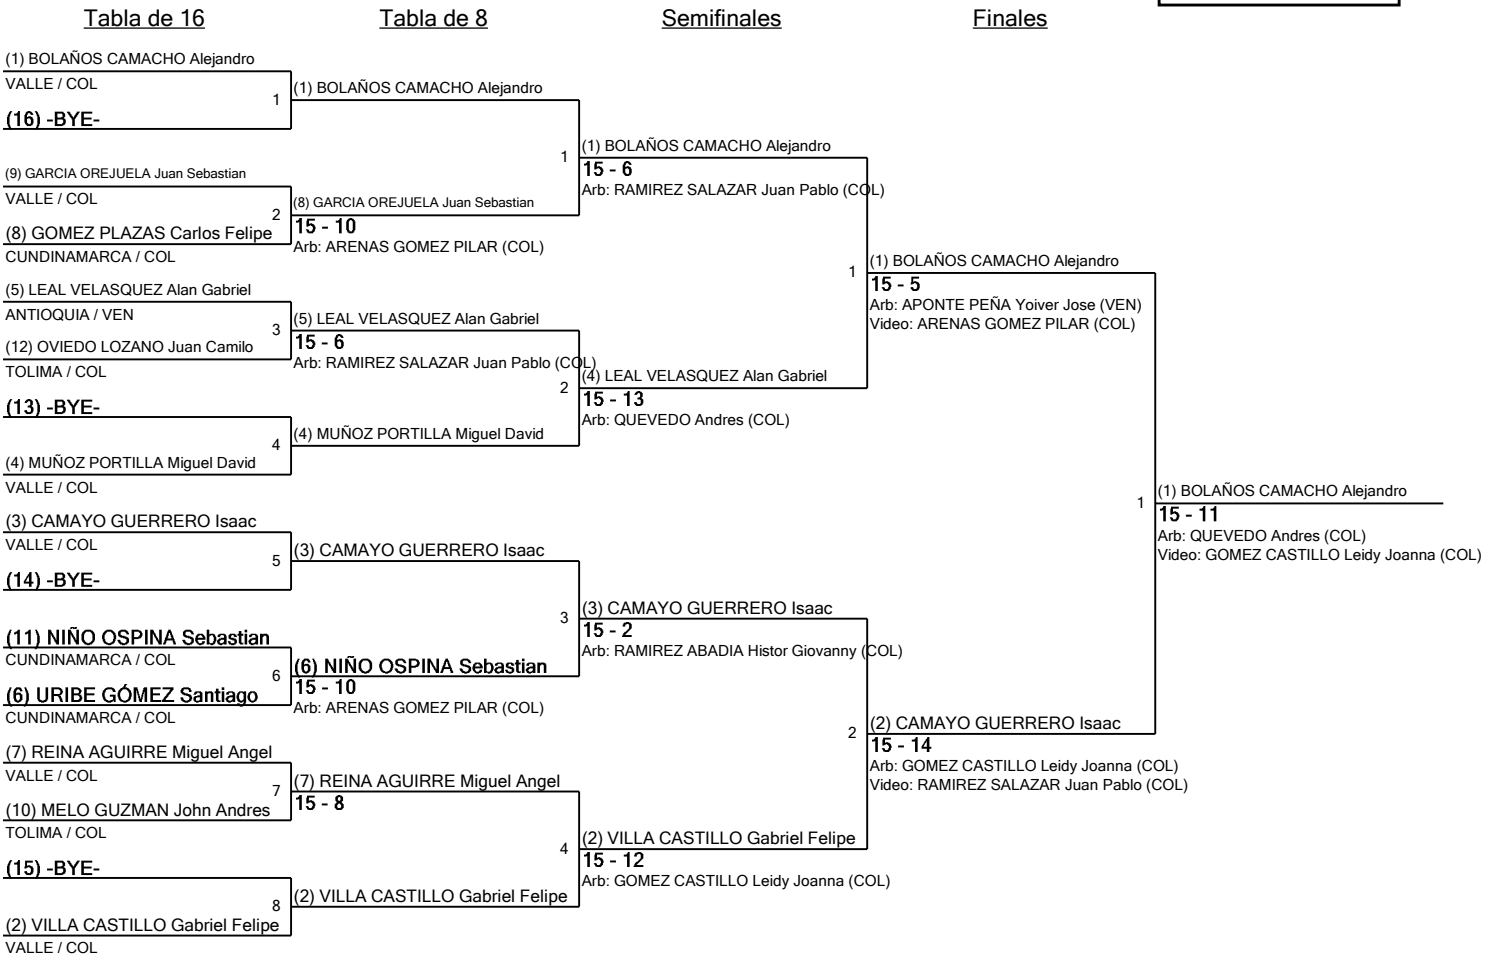 Tabla de 16
Tabla de 8
Semifinales
Finales
(1) BOLAÑOS CAMACHO Alejandro
VALLE / COL
1
(16) -BYE-
(9) GARCIA OREJUELA Juan Sebastian
VALLE / COL
2
(8) GOMEZ PLAZAS Carlos Felipe
CUNDINAMARCA / COL
(5) LEAL VELASQUEZ Alan Gabriel
ANTIOQUIA / VEN
3
(12) OVIEDO LOZANO Juan Camilo
TOLIMA / COL
(13) -BYE-
4
(4) MUÑOZ PORTILLA Miguel David
VALLE / COL
(3) CAMAYO GUERRERO Isaac
VALLE / COL
5
(14) -BYE-
(11) NIÑO OSPINA Sebastian
CUNDINAMARCA / COL
6
(6) URIBE GÓMEZ Santiago
CUNDINAMARCA / COL
(7) REINA AGUIRRE Miguel Angel
VALLE / COL
7
(10) MELO GUZMAN John Andres
TOLIMA / COL
(15) -BYE-
8
(2) VILLA CASTILLO Gabriel Felipe
VALLE / COL
(1) BOLAÑOS CAMACHO Alejandro
1
(8) GARCIA OREJUELA Juan Sebastian
15 - 10
Arb: ARENAS GOMEZ PILAR (COL)
(5) LEAL VELASQUEZ Alan Gabriel
15 - 6
Arb: RAMIREZ SALAZAR Juan Pablo (COL)
2
(4) MUÑOZ PORTILLA Miguel David
(3) CAMAYO GUERRERO Isaac
3
(6) NIÑO OSPINA Sebastian
15 - 10
Arb: ARENAS GOMEZ PILAR (COL)
(7) REINA AGUIRRE Miguel Angel
15 - 8
4
(2) VILLA CASTILLO Gabriel Felipe
(1) BOLAÑOS CAMACHO Alejandro
15 - 6
Arb: RAMIREZ SALAZAR Juan Pablo (COL)
1
(4) LEAL VELASQUEZ Alan Gabriel
15 - 13
Arb: QUEVEDO Andres (COL)
(3) CAMAYO GUERRERO Isaac
15 - 2
Arb: RAMIREZ ABADIA Histor Giovanny (COL)
2
(2) VILLA CASTILLO Gabriel Felipe
15 - 12
Arb: GOMEZ CASTILLO Leidy Joanna (COL)
(1) BOLAÑOS CAMACHO Alejandro
15 - 5
Arb: APONTE PEÑA Yoiver Jose (VEN)
Video: ARENAS GOMEZ PILAR (COL)
1
(2) CAMAYO GUERRERO Isaac
15 - 14
Arb: GOMEZ CASTILLO Leidy Joanna (COL)
Video: RAMIREZ SALAZAR Juan Pablo (COL)
(1) BOLAÑOS CAMACHO Alejandro
15 - 11
Arb: QUEVEDO Andres (COL)
Video: GOMEZ CASTILLO Leidy Joanna (COL)